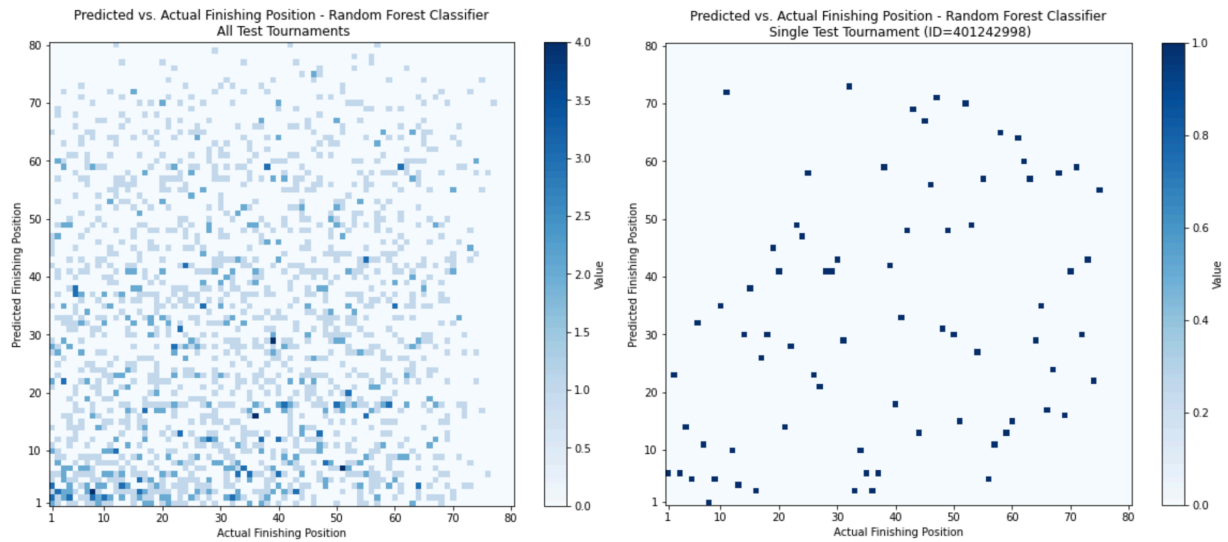 Predicted vs. Actual Finishing Position - Random Forest Classifier
All Test Tournaments
80
70
60
50
40
30
20
10
1
Predicted Finishing Position
1 10 20 30 40 50 60 70 80
Actual Finishing Position
4.0
3.5
3.0
2.5
2.0
1.5
1.0
0.5
0.0
Value
Predicted vs. Actual Finishing Position - Random Forest Classifier
Single Test Tournament (ID=401242998)
80
70
60
50
40
30
20
10
1
Predicted Finishing Position
1 10 20 30 40 50 60 70 80
Actual Finishing Position
1.0
0.8
0.6
0.4
0.2
0.0
Value